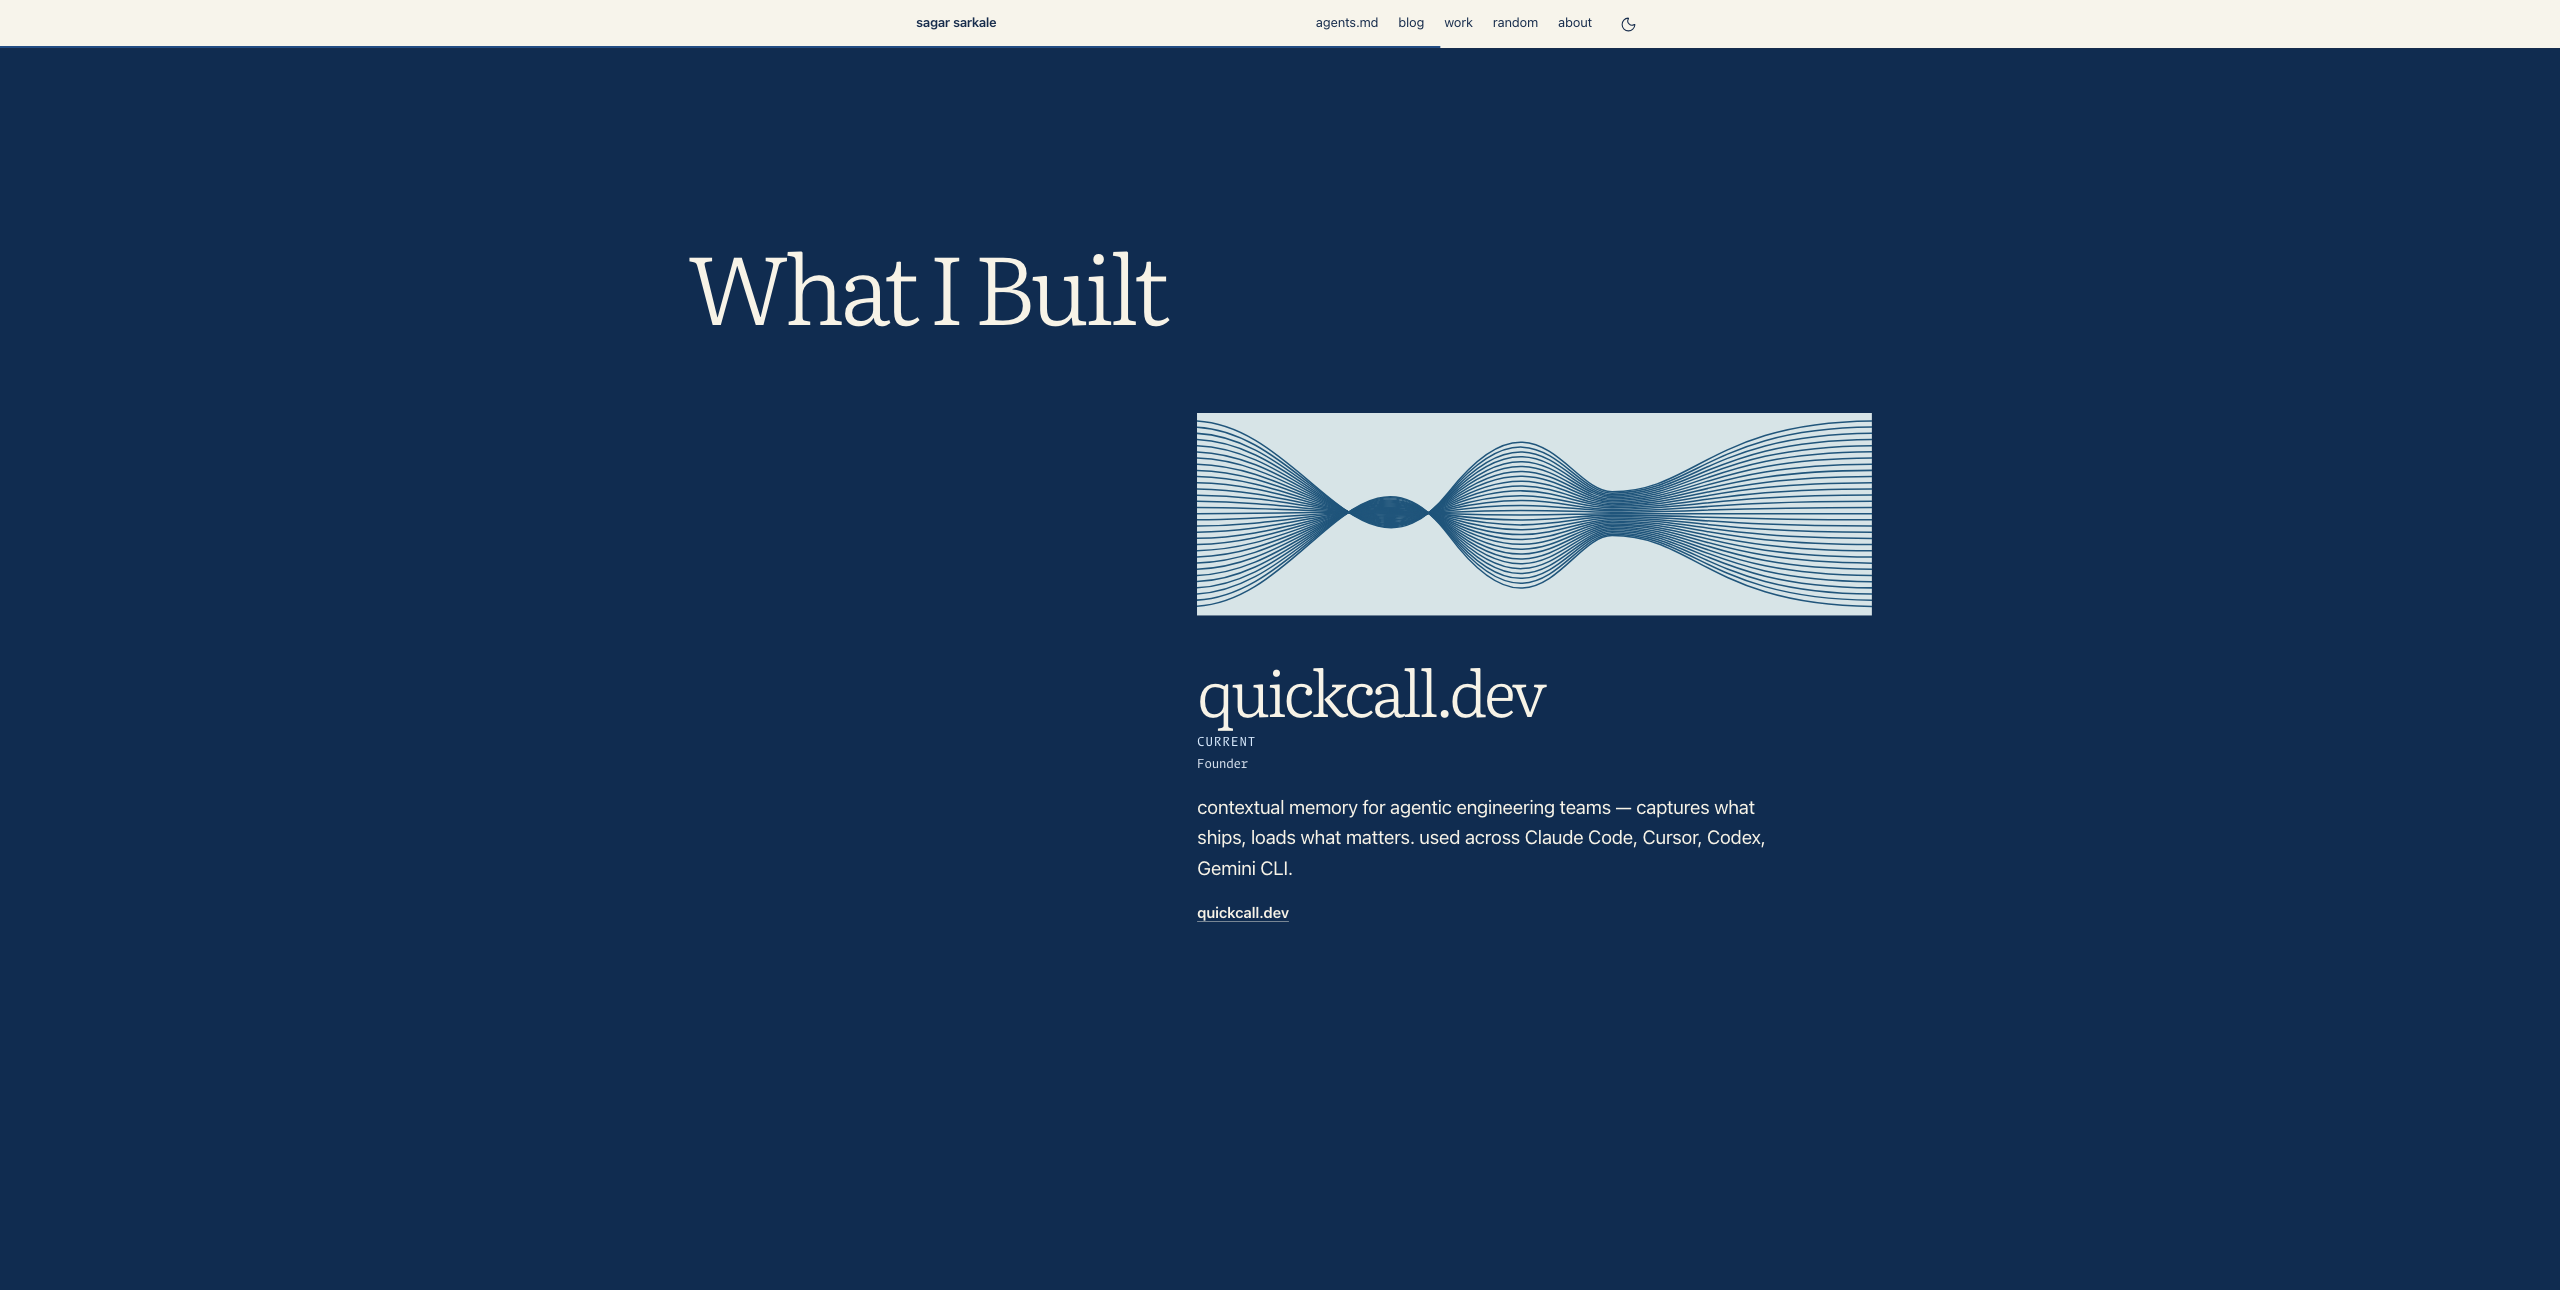 sagar sarkale
agents.md blog work random about
What I Built
quickcall.dev
CURRENT
Founder
contextual memory for agentic engineering teams — captures what
ships, loads what matters. used across Claude Code, Cursor, Codex,
Gemini CLI.
quickcall.dev